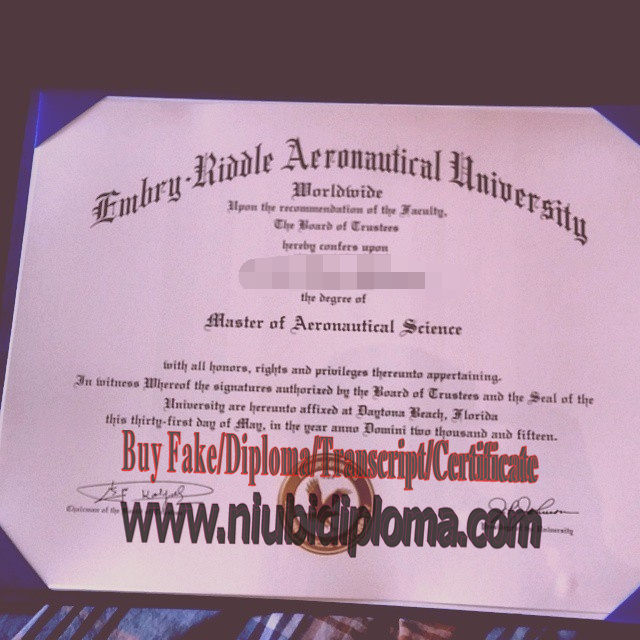 Embry-Riddle Aeronautical University
Worldwide
Upon the recommendation of the Faculty,
The Board of Trustees
hereby confers upon
the degree of
Master of Aeronautical Science
with all honors, rights and privileges thereunto appertaining.
In witness Whereof the signatures authorized by the Board of Trustees and the Seal of the
University are hereunto affixed at Daytona Beach, Florida
this thirty-first day of May, in the year anno Domini two thousand and fifteen.
Buy Fake/Diploma/Transcript/Certificate
Chairman of the
www.niubidiploma.com
University